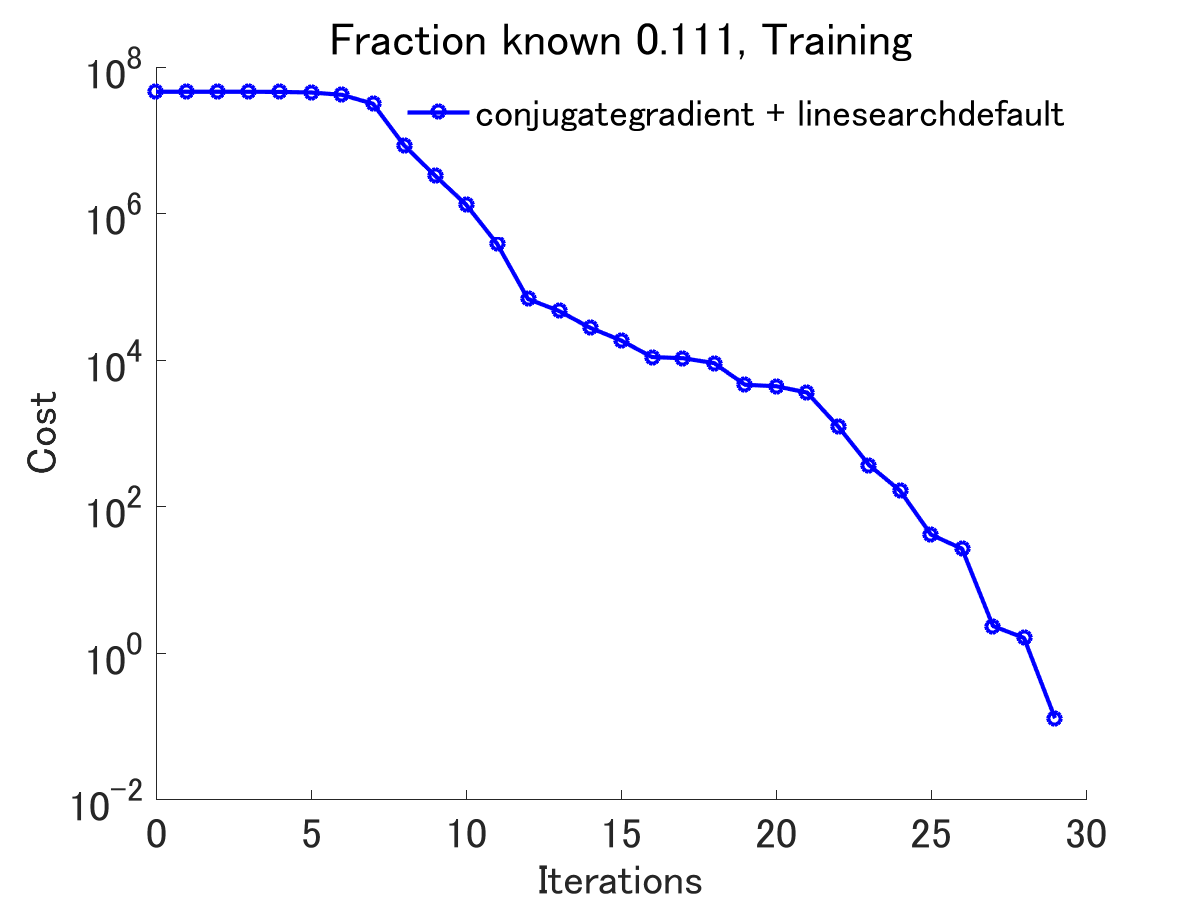 Fraction known 0.111, Training
conjugategradient + linesearchdefault
10^8
10^6
10^4
10^2
10^0
10^-2
Cost
0 5 10 15 20 25 30
Iterations